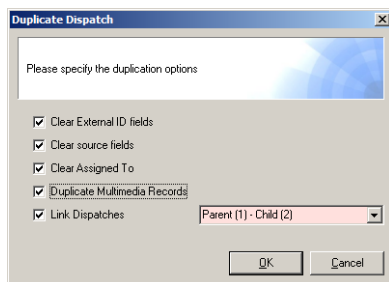 Duplicate Dispatch
Please specify the duplication options
Clear External ID fields
Clear source fields
Clear Assigned To
Duplicate Multimedia Records
Link Dispatches Parent (1) - Child (2)
OK Cancel